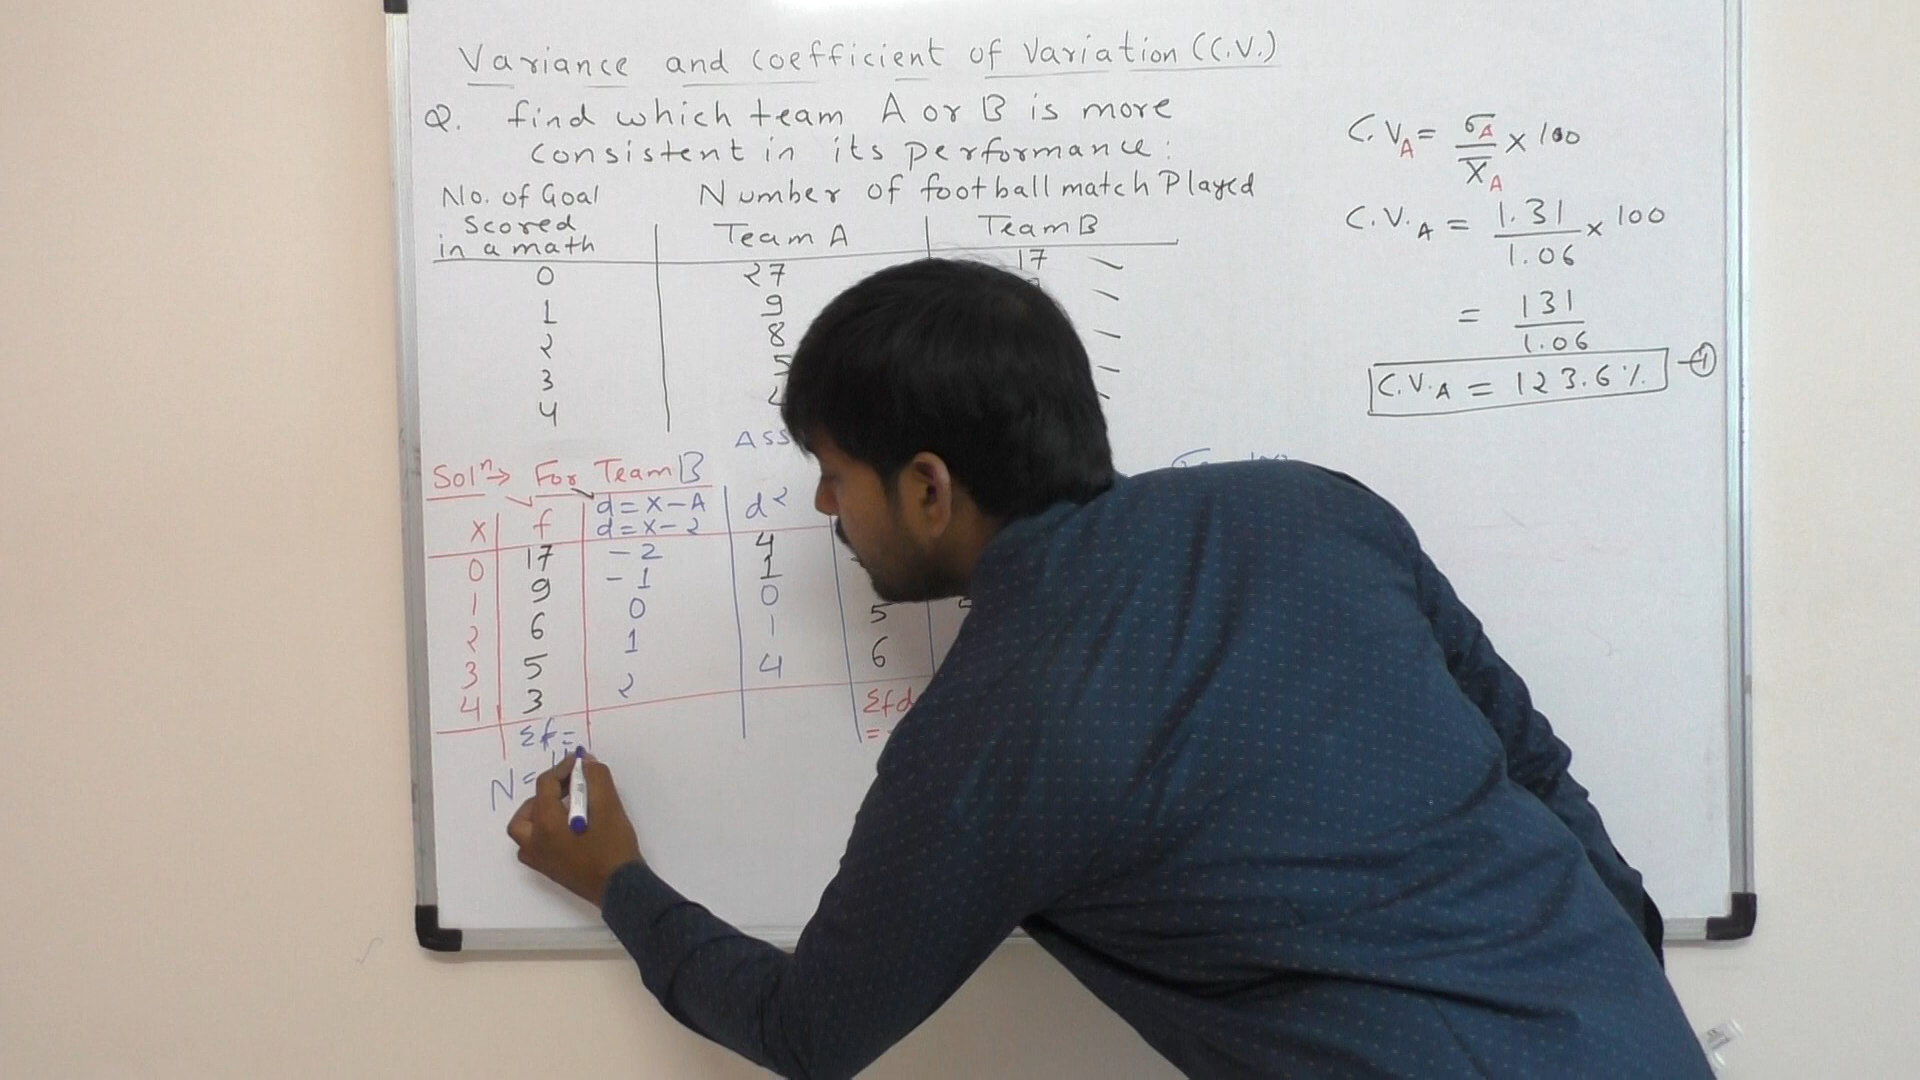 Variance and Coefficient of Variation (C.V.)
Q. find which team A or B is more
consistent in its performance:
No. of Goal Scored in a math
Number of football match Played
Team A
Team B
0 27 17
1 9
2 8
3 5
4
Solⁿ→ For Team B
x f d=x-A d²
d=x-2
0 17 -2 4
1 9 -1 1
2 6 0 0
3 5 1 1 5
4 3 2 4 6
Σf=
Σfd
=
N=
C.V_A = σ_A/X̄_A × 100
C.V._A = 1.31/1.06 × 100
= 131/1.06
C.V._A = 123.6% —①